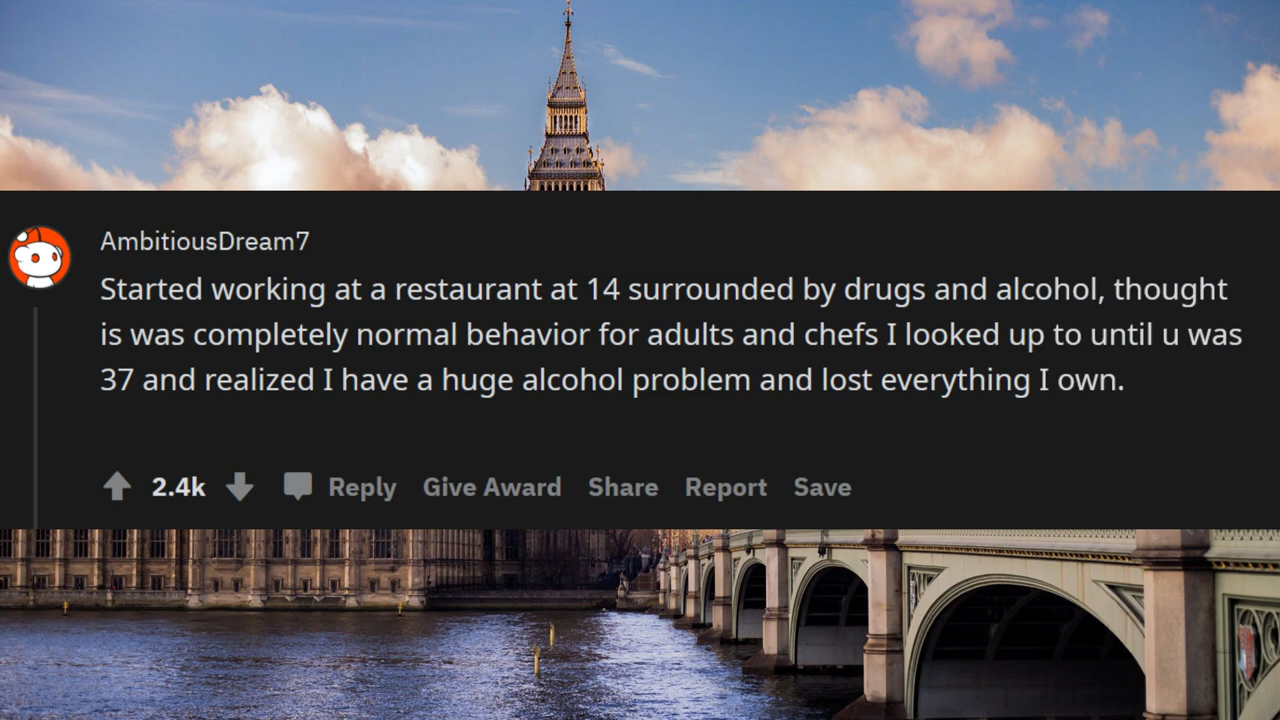 AmbitiousDream7
Started working at a restaurant at 14 surrounded by drugs and alcohol, thought
is was completely normal behavior for adults and chefs I looked up to until u was
37 and realized I have a huge alcohol problem and lost everything I own.
2.4k Reply Give Award Share Report Save